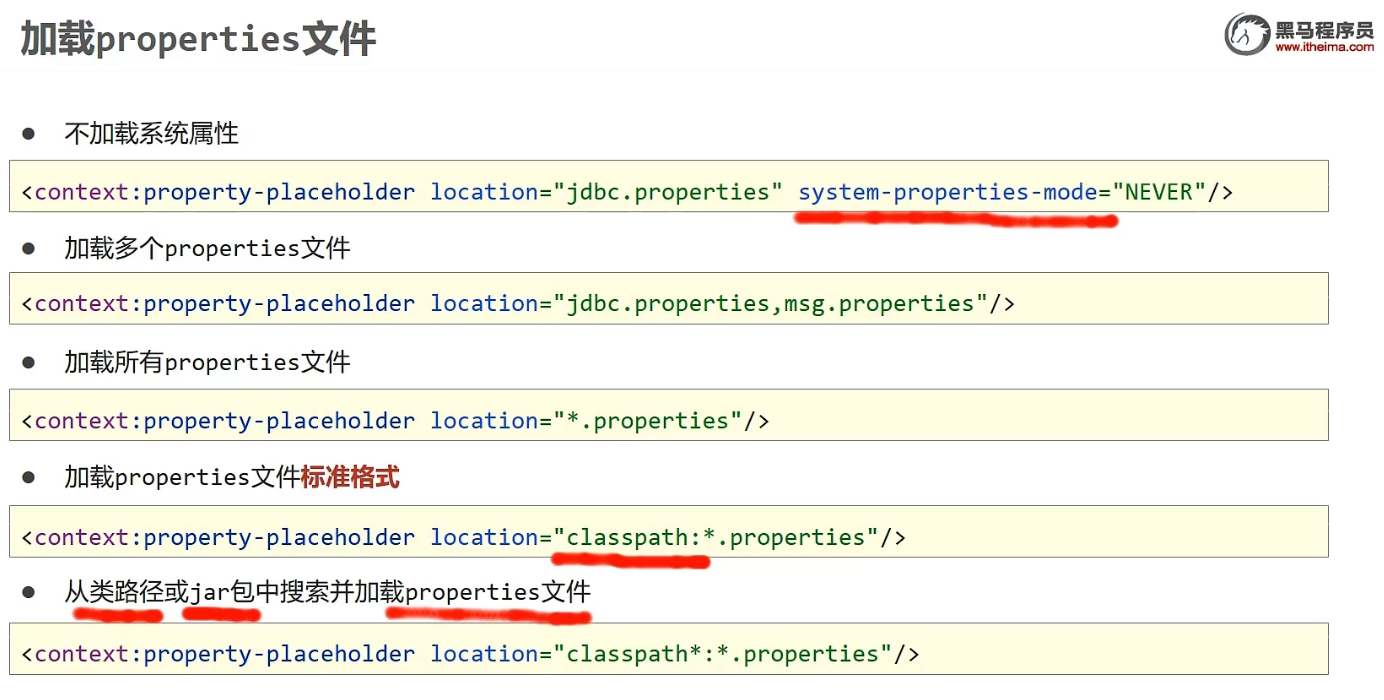 加载properties文件
黑马程序员
www.itheima.com
● 不加载系统属性
<context:property-placeholder location="jdbc.properties" system-properties-mode="NEVER"/>
● 加载多个properties文件
<context:property-placeholder location="jdbc.properties,msg.properties"/>
● 加载所有properties文件
<context:property-placeholder location="*.properties"/>
● 加载properties文件标准格式
<context:property-placeholder location="classpath:*.properties"/>
● 从类路径或jar包中搜索并加载properties文件
<context:property-placeholder location="classpath*:*.properties"/>